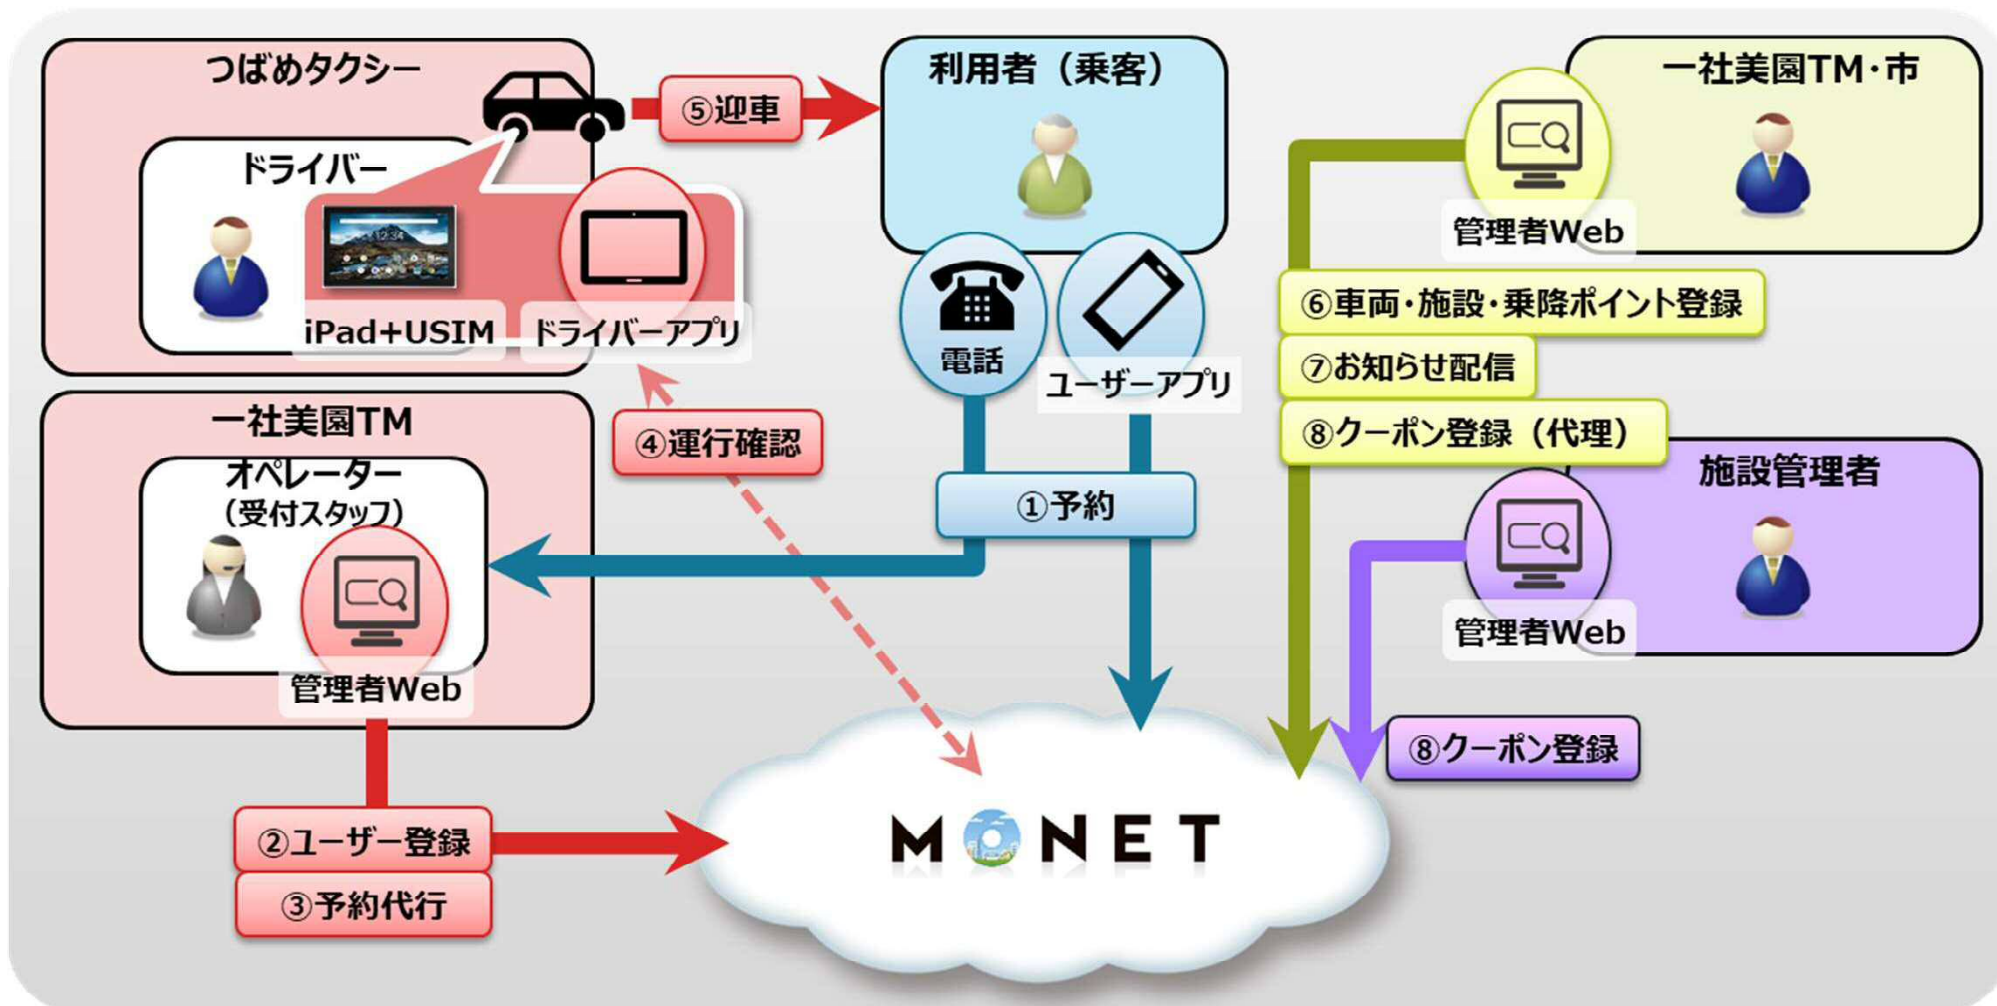 つばめタクシー
ドライバー
12:34
iPad+USIM
ドライバーアプリ
⑤迎車
利用者（乗客）
電話
ユーザーアプリ
①予約
一社美園TM・市
管理者Web
⑥車両・施設・乗降ポイント登録
⑦お知らせ配信
⑧クーポン登録（代理）
施設管理者
管理者Web
⑧クーポン登録
④運行確認
一社美園TM
オペレーター
（受付スタッフ）
管理者Web
②ユーザー登録
③予約代行
MONET